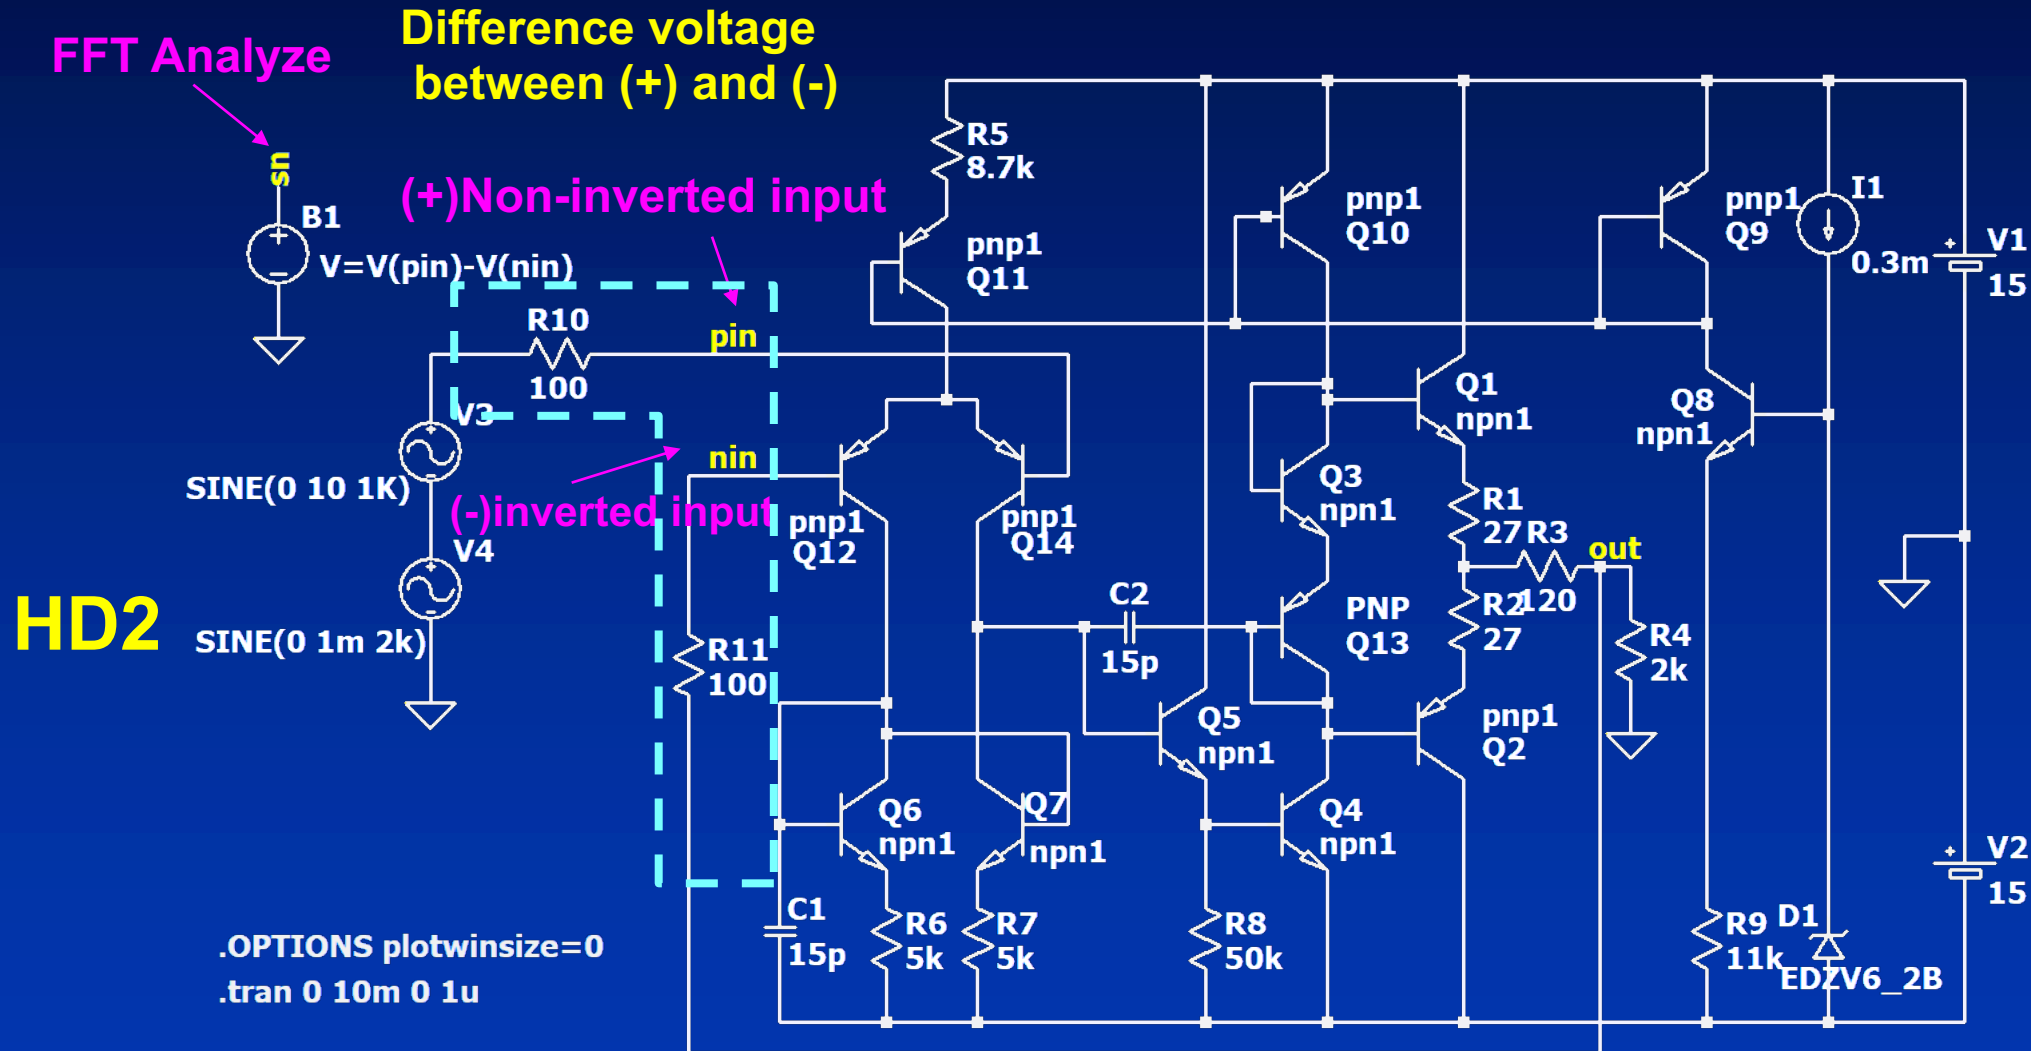 Difference voltage
between (+) and (-)
FFT Analyze
sn
B1
V=V(pin)-V(nin)
(+)Non-inverted input
R5
8.7k
pnp1
Q11
pnp1
Q10
pnp1
Q9
I1
0.3m
V1
15
R10
100
pin
V3
SINE(0 10 1K)
nin
(-)inverted input
pnp1
Q12
pnp1
Q14
Q1
npn1
Q8
npn1
Q3
npn1
R1
27
R3
120
out
V4
SINE(0 1m 2k)
HD2
R11
100
C2
15p
PNP
Q13
R2
27
R4
2k
Q5
npn1
pnp1
Q2
Q6
npn1
Q7
npn1
Q4
npn1
V2
15
C1
15p
R6
5k
R7
5k
R8
50k
R9
11k
D1
EDZV6_2B
.OPTIONS plotwinsize=0
.tran 0 10m 0 1u